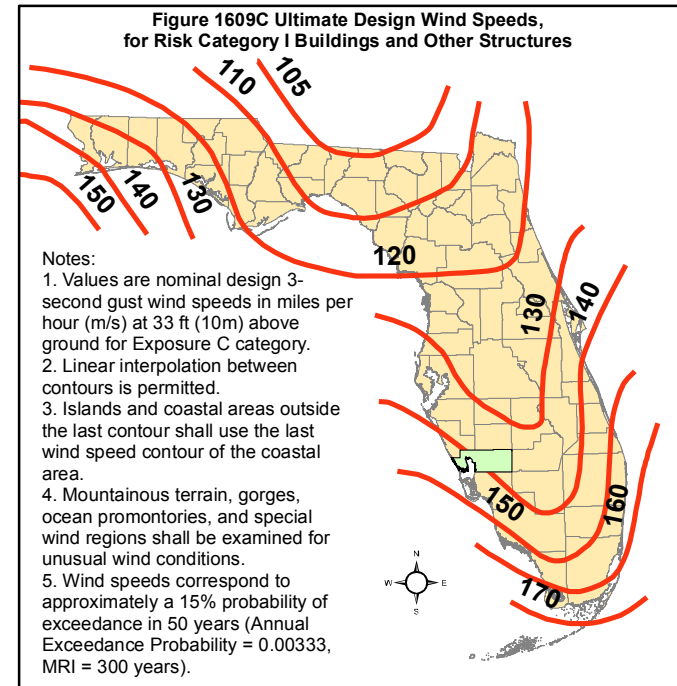 Figure 1609C Ultimate Design Wind Speeds,
for Risk Category I Buildings and Other Structures
105
110
150
140
130
120
130
140
150
160
170
Notes:
1. Values are nominal design 3-
second gust wind speeds in miles per
hour (m/s) at 33 ft (10m) above
ground for Exposure C category.
2. Linear interpolation between
contours is permitted.
3. Islands and coastal areas outside
the last contour shall use the last
wind speed contour of the coastal
area.
4. Mountainous terrain, gorges,
ocean promontories, and special
wind regions shall be examined for
unusual wind conditions.
5. Wind speeds correspond to
approximately a 15% probability of
exceedance in 50 years (Annual
Exceedance Probability = 0.00333,
MRI = 300 years).
N
W E
S